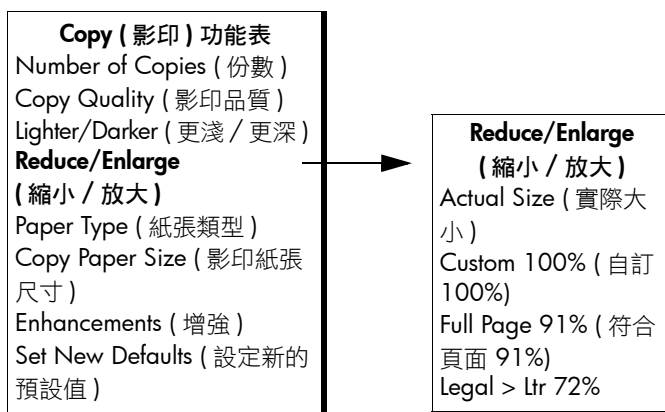 Copy ( 影印 ) 功能表
Number of Copies ( 份數 )
Copy Quality ( 影印品質 )
Lighter/Darker ( 更淺 / 更深 )
Reduce/Enlarge
( 縮小 / 放大 )
Paper Type ( 紙張類型 )
Copy Paper Size ( 影印紙張
尺寸 )
Enhancements ( 增強 )
Set New Defaults ( 設定新的
預設值 )
Reduce/Enlarge
( 縮小 / 放大 )
Actual Size ( 實際大
小 )
Custom 100% ( 自訂
100%)
Full Page 91% ( 符合
頁面 91%)
Legal > Ltr 72%